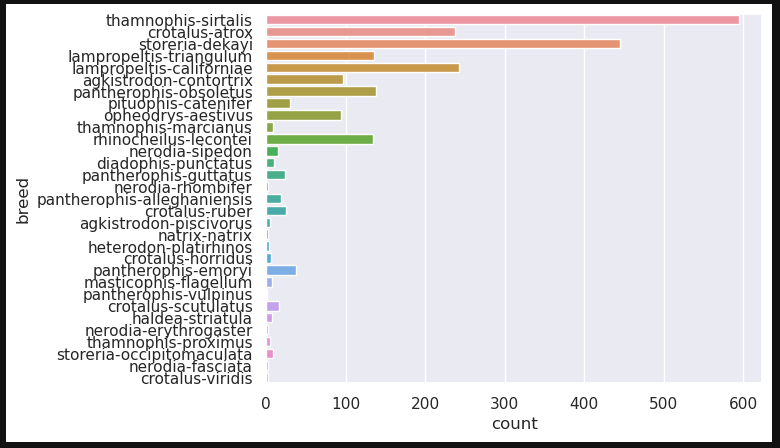 thamnophis-sirtalis
crotalus-atrox
storeria-dekayi
lampropeltis-triangulum
lampropeltis-californiae
agkistrodon-contortrix
pantherophis-obsoletus
pituophis-catenifer
opheodrys-aestivus
thamnophis-marcianus
rhinocheilus-lecontei
nerodia-sipedon
diadophis-punctatus
pantherophis-guttatus
nerodia-rhombifer
pantherophis-alleghaniensis
crotalus-ruber
agkistrodon-piscivorus
natrix-natrix
heterodon-platirhinos
crotalus-horridus
pantherophis-emoryi
masticophis-flagellum
pantherophis-vulpinus
crotalus-scutulatus
haldea-striatula
nerodia-erythrogaster
thamnophis-proximus
storeria-occipitomaculata
nerodia-fasciata
crotalus-viridis
breed
0 100 200 300 400 500 600
count